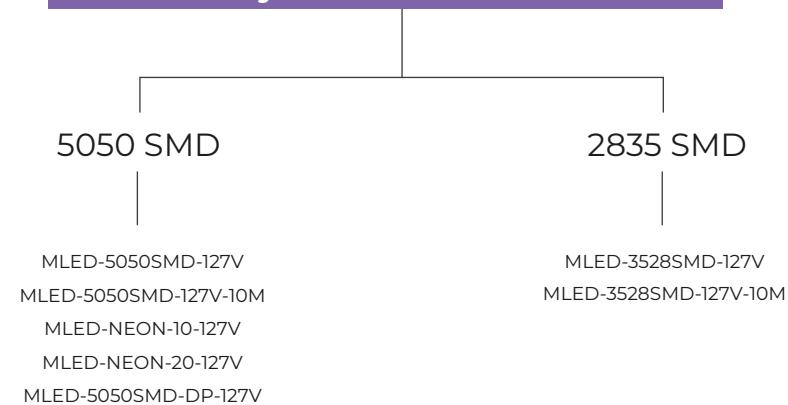 5050 SMD
2835 SMD
MLED-5050SMD-127V
MLED-5050SMD-127V-10M
MLED-NEON-10-127V
MLED-NEON-20-127V
MLED-5050SMD-DP-127V
MLED-3528SMD-127V
MLED-3528SMD-127V-10M